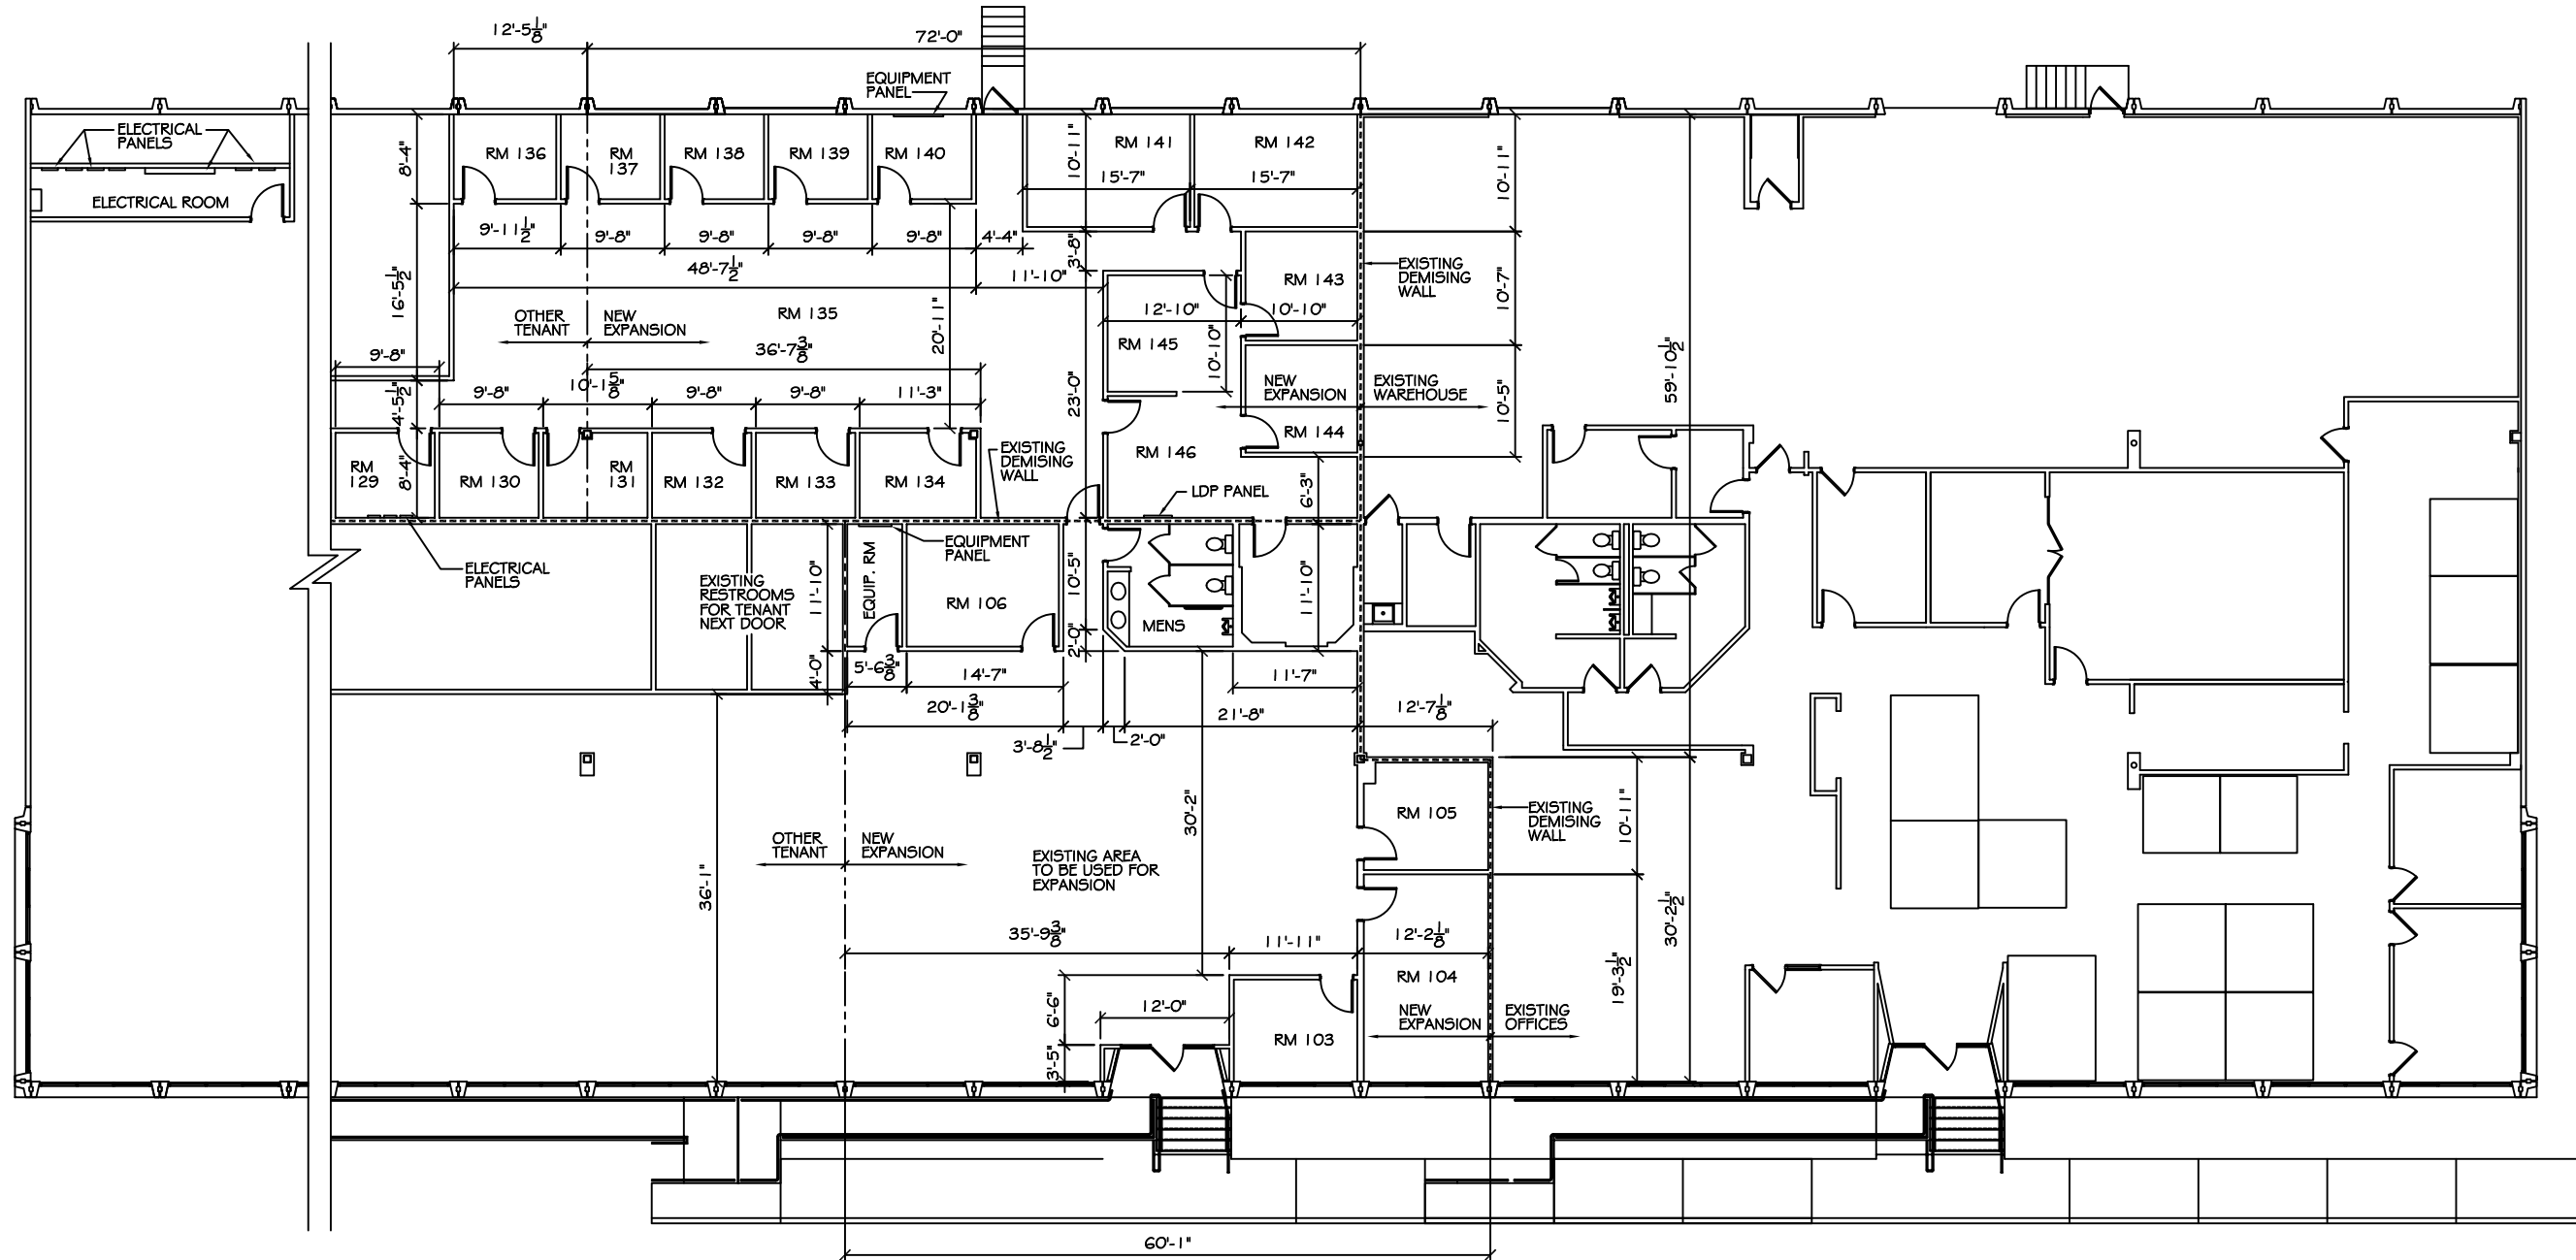 12'-5 1/8"
72'-0"
EQUIPMENT
PANEL
ELECTRICAL
PANELS
ELECTRICAL ROOM
8'-4"
RM 136
RM
137
RM 138
RM 139
RM 140
10'-11"
RM 141
RM 142
15'-7"
15'-7"
10'-11"
9'-11 1/2"
9'-8"
9'-8"
9'-8"
9'-8"
4'-4"
3'-8"
48'-7 1/2"
11'-10"
16'-5 1/2"
OTHER
TENANT
NEW
EXPANSION
RM 135
36'-7 3/8"
20'-11"
12'-10"
10'-10"
RM 143
EXISTING
DEMISING
WALL
10'-7"
RM 145
10'-10"
59'-10 1/2"
9'-8"
4'-5 1/2"
9'-8"
10'-1 5/8"
9'-8"
9'-8"
11'-3"
23'-0"
NEW
EXPANSION
EXISTING
WAREHOUSE
10'-5"
RM 144
RM
129
8'-4"
RM 130
RM
131
RM 132
RM 133
RM 134
EXISTING
DEMISING
WALL
RM 146
LDP PANEL
6'-3"
ELECTRICAL
PANELS
EXISTING
RESTROOMS
FOR TENANT
NEXT DOOR
11'-10"
EQUIP. RM
EQUIPMENT
PANEL
RM 106
10'-5"
MENS
11'-10"
2'-0"
4'-0"
5'-6 3/8"
14'-7"
11'-7"
20'-1 3/8"
21'-8"
12'-7 1/8"
3'-8 1/2"
2'-0"
36'-1"
OTHER
TENANT
NEW
EXPANSION
EXISTING AREA
TO BE USED FOR
EXPANSION
30'-2"
RM 105
EXISTING
DEMISING
WALL
10'-11"
30'-2 1/2"
35'-9 3/8"
11'-11"
12'-2 1/8"
RM 104
19'-3 1/2"
6'-6"
12'-0"
NEW
EXPANSION
EXISTING
OFFICES
3'-5"
RM 103
60'-1"